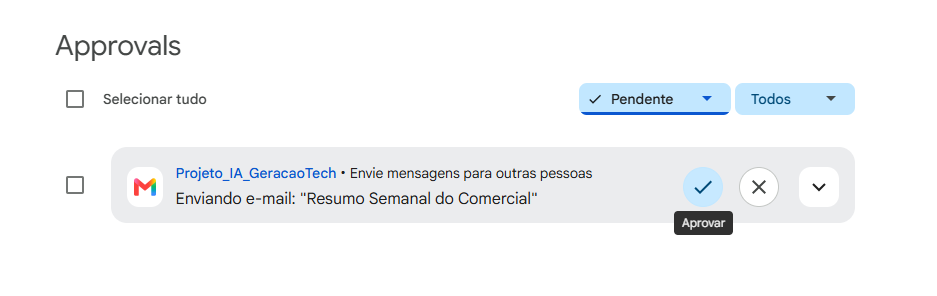 Approvals
Selecionar tudo
Pendente
Todos
Projeto_IA_GeracaoTech • Envie mensagens para outras pessoas
Enviando e-mail: "Resumo Semanal do Comercial"
Aprovar